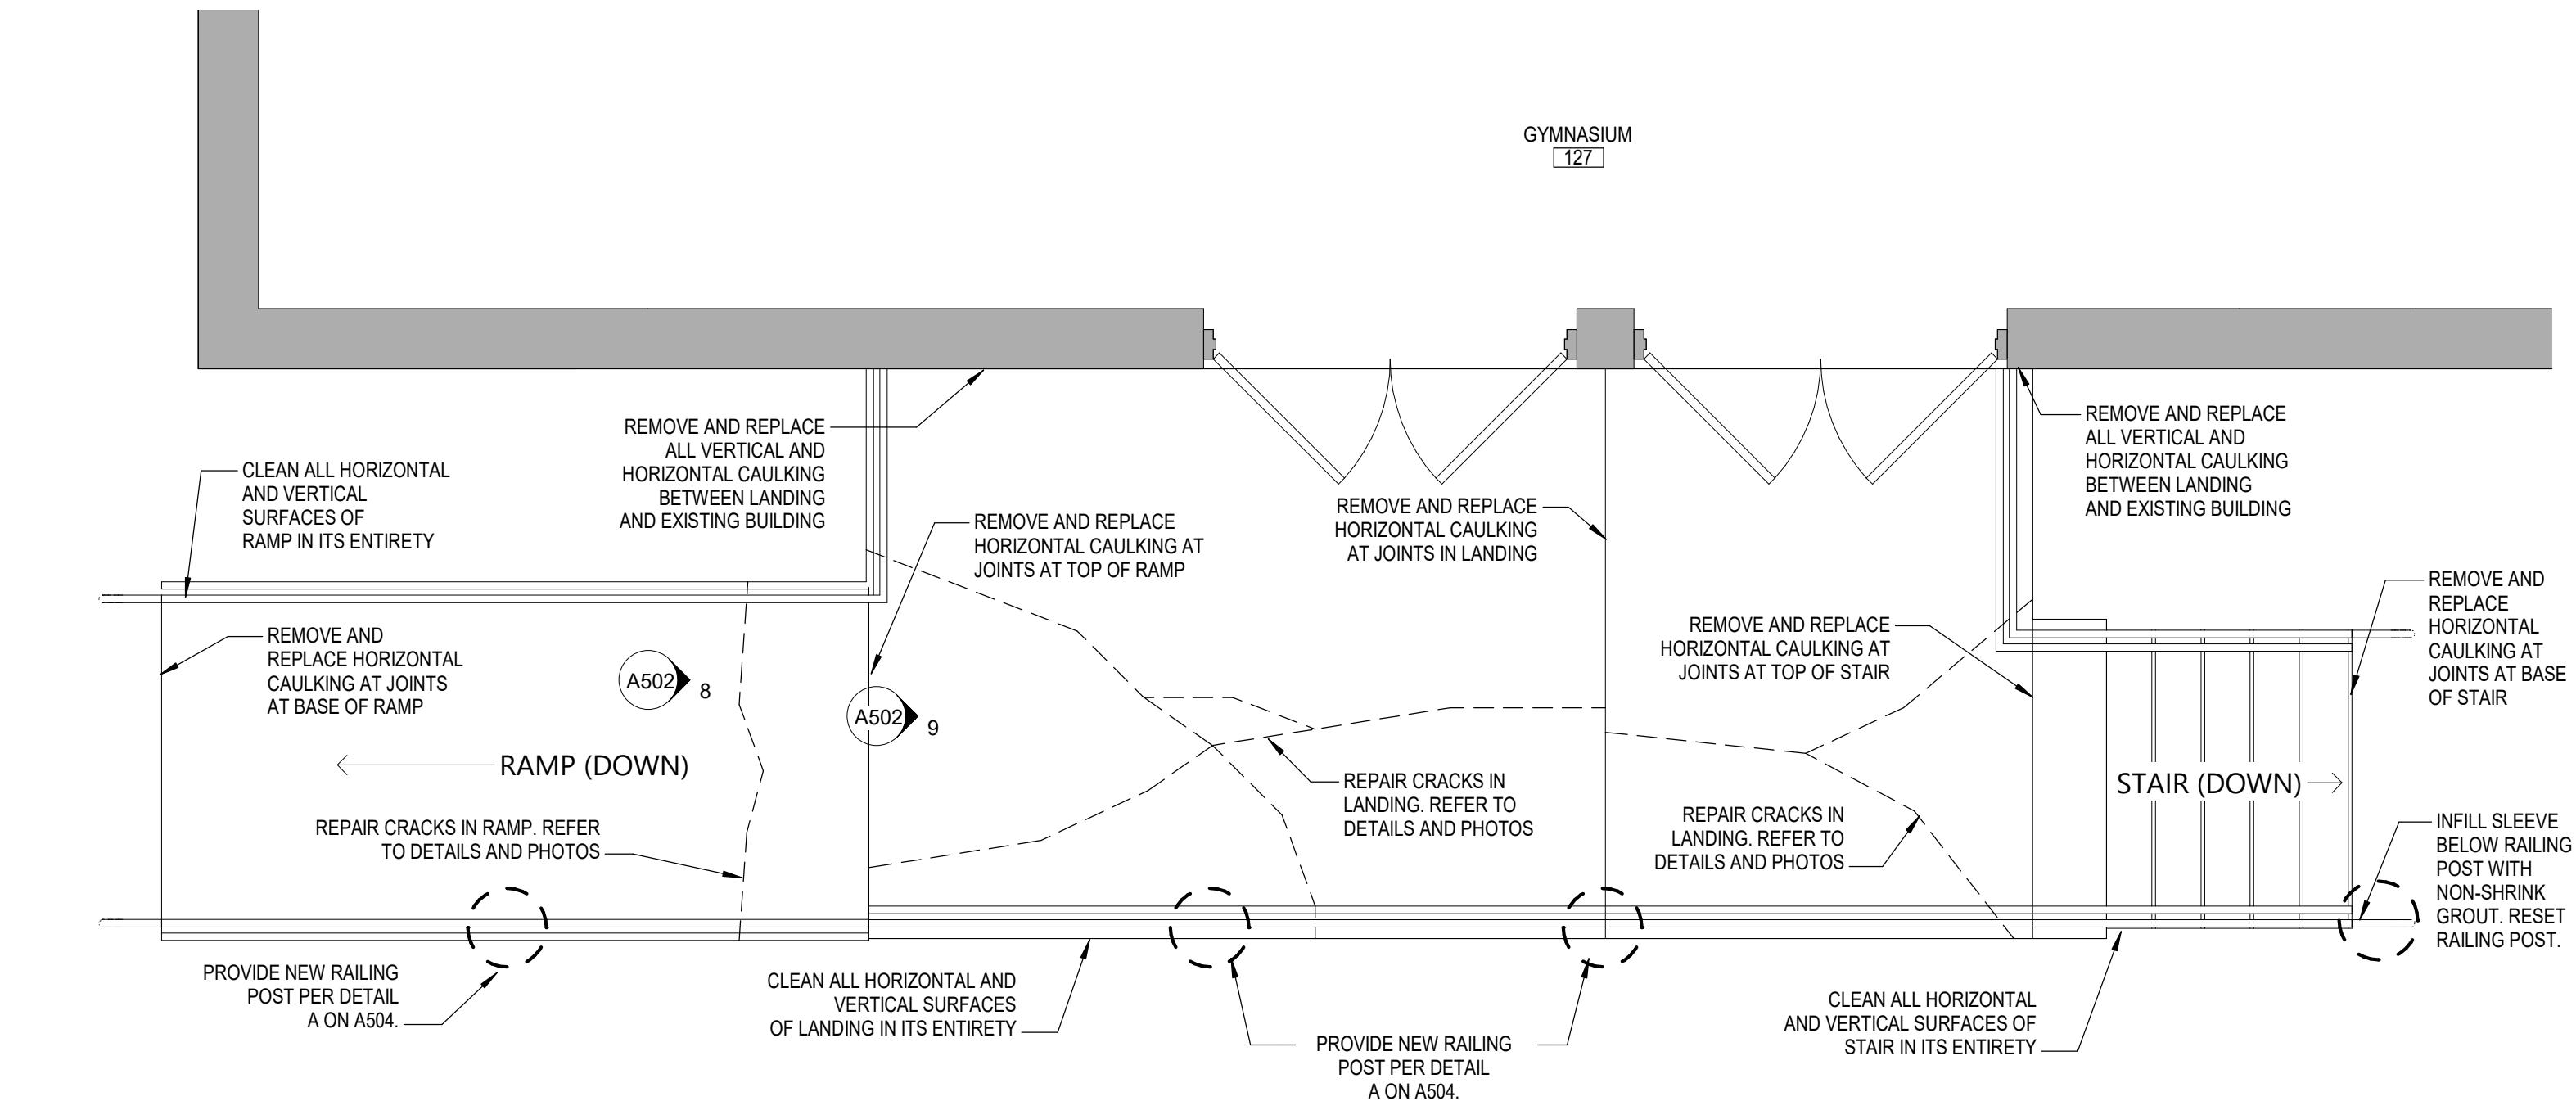 GYMNASIUM
127
REMOVE AND REPLACE
ALL VERTICAL AND
HORIZONTAL CAULKING
BETWEEN LANDING
AND EXISTING BUILDING
CLEAN ALL HORIZONTAL
AND VERTICAL
SURFACES OF
RAMP IN ITS ENTIRETY
REMOVE AND REPLACE
HORIZONTAL CAULKING AT
JOINTS AT TOP OF RAMP
REMOVE AND REPLACE
HORIZONTAL CAULKING
AT JOINTS IN LANDING
REMOVE AND REPLACE
ALL VERTICAL AND
HORIZONTAL CAULKING
BETWEEN LANDING
AND EXISTING BUILDING
REMOVE AND
REPLACE
HORIZONTAL
CAULKING AT
JOINTS AT BASE
OF STAIR
REMOVE AND
REPLACE HORIZONTAL
CAULKING AT JOINTS
AT BASE OF RAMP
A502
8
A502
9
REMOVE AND REPLACE
HORIZONTAL CAULKING AT
JOINTS AT TOP OF STAIR
RAMP (DOWN)
STAIR (DOWN)
REPAIR CRACKS IN RAMP. REFER
TO DETAILS AND PHOTOS
REPAIR CRACKS IN
LANDING. REFER TO
DETAILS AND PHOTOS
REPAIR CRACKS IN
LANDING. REFER TO
DETAILS AND PHOTOS
INFILL SLEEVE
BELOW RAILING
POST WITH
NON-SHRINK
GROUT. RESET
RAILING POST.
PROVIDE NEW RAILING
POST PER DETAIL
A ON A504.
CLEAN ALL HORIZONTAL AND
VERTICAL SURFACES
OF LANDING IN ITS ENTIRETY
PROVIDE NEW RAILING
POST PER DETAIL
A ON A504.
CLEAN ALL HORIZONTAL
AND VERTICAL SURFACES OF
STAIR IN ITS ENTIRETY